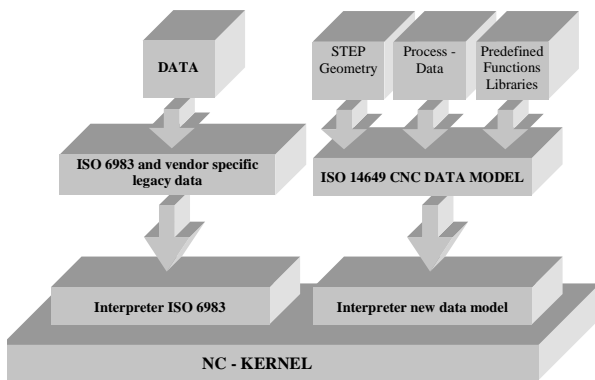 DATA
STEP
Geometry
Process -
Data
Predefined
Functions
Libraries
ISO 6983 and vendor specific
legacy data
ISO 14649 CNC DATA MODEL
Interpreter ISO 6983
Interpreter new data model
NC - KERNEL